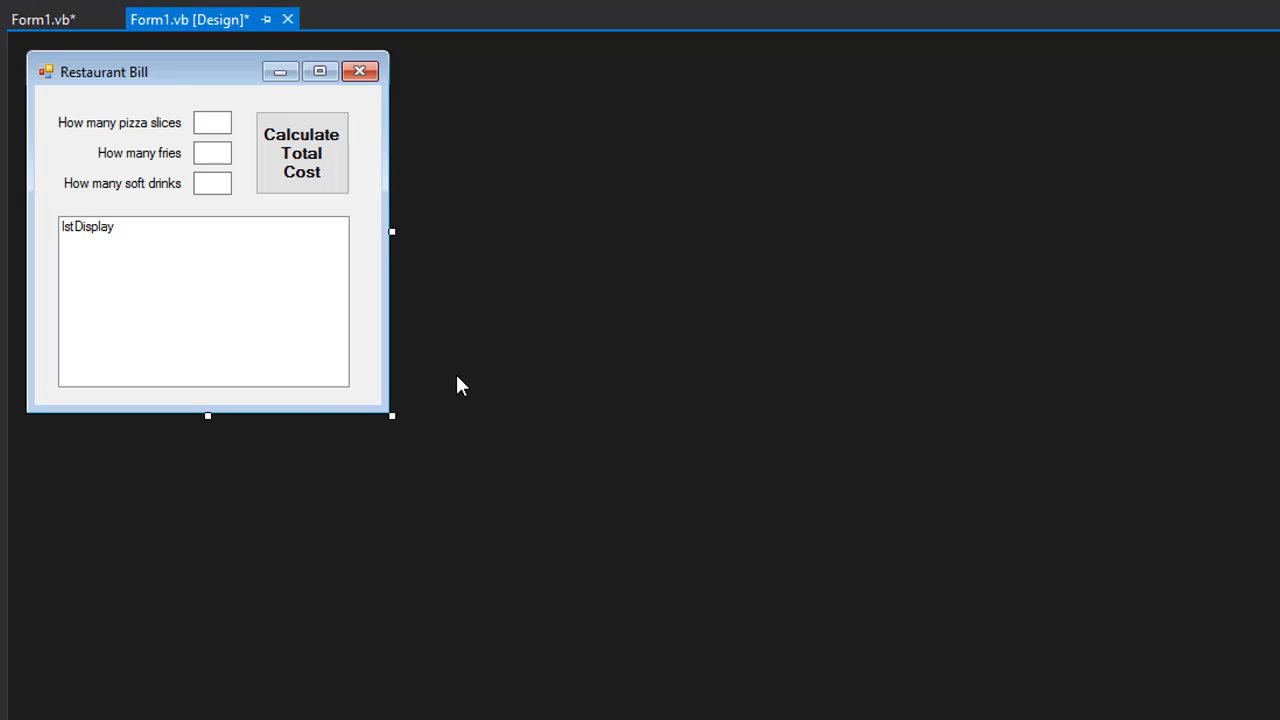 Form1.vb*
Form1.vb [Design]*
Restaurant Bill
How many pizza slices
How many fries
How many soft drinks
Calculate
Total
Cost
lstDisplay